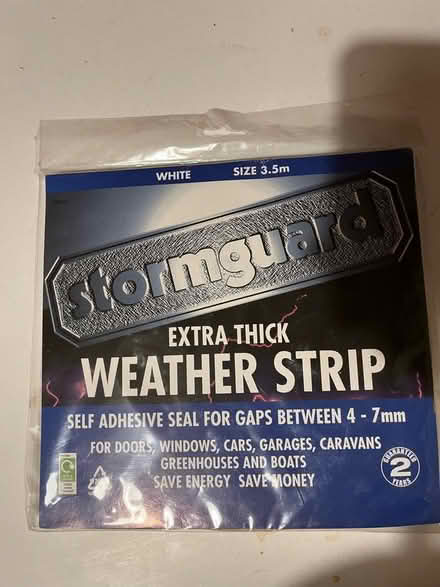 WHITE SIZE 3.5m
stormguard
EXTRA THICK
WEATHER STRIP
SELF ADHESIVE SEAL FOR GAPS BETWEEN 4 - 7mm
FOR DOORS, WINDOWS, CARS, GARAGES, CARAVANS
GREENHOUSES AND BOATS
SAVE ENERGY SAVE MONEY
GUARANTEED
2
YEARS